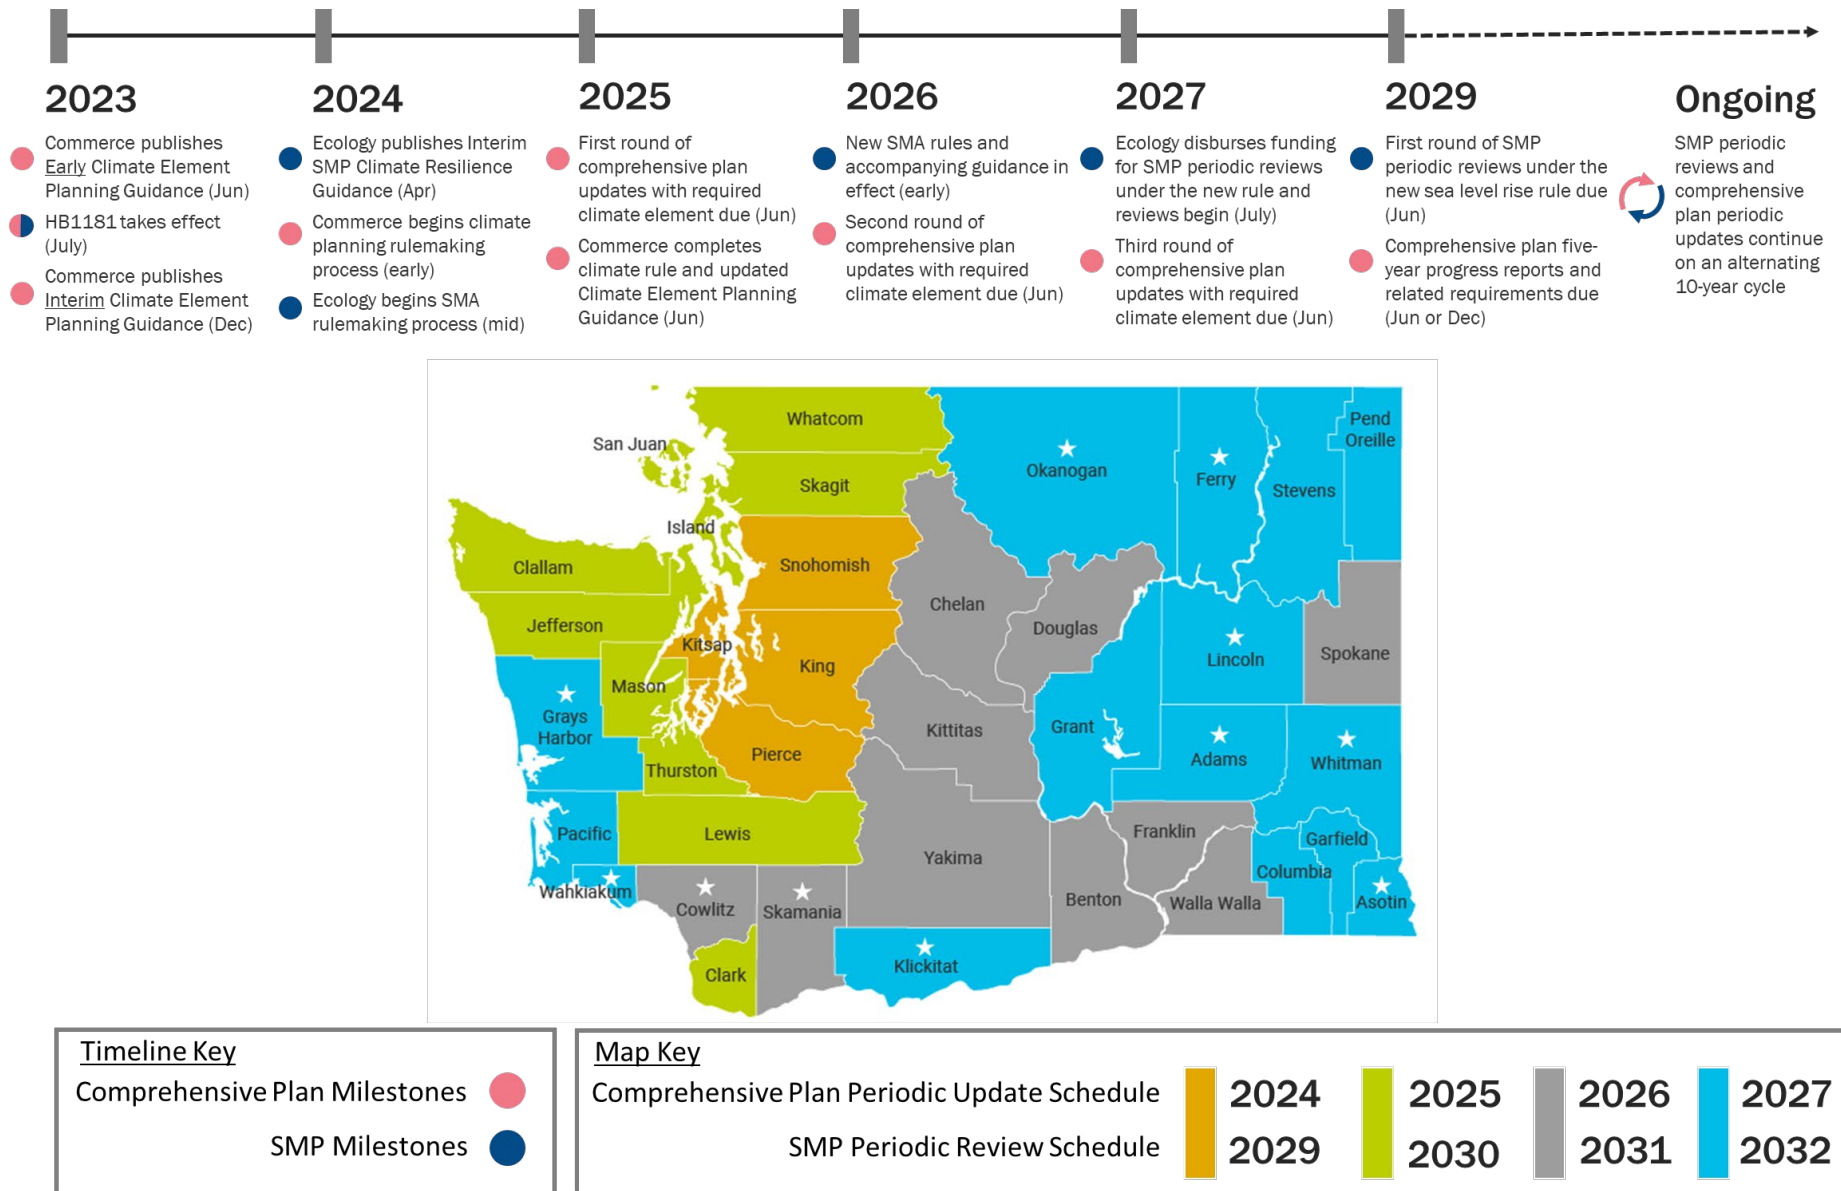 2023
Commerce publishes
Early Climate Element
Planning Guidance (Jun)
HB1181 takes effect
(July)
Commerce publishes
Interim Climate Element
Planning Guidance (Dec)
2024
Ecology publishes Interim
SMP Climate Resilience
Guidance (Apr)
Commerce begins climate
planning rulemaking
process (early)
Ecology begins SMA
rulemaking process (mid)
2025
First round of
comprehensive plan
updates with required
climate element due (Jun)
Commerce completes
climate rule and updated
Climate Element Planning
Guidance (Jun)
2026
New SMA rules and
accompanying guidance in
effect (early)
Second round of
comprehensive plan
updates with required
climate element due (Jun)
2027
Ecology disburses funding
for SMP periodic reviews
under the new rule and
reviews begin (July)
Third round of
comprehensive plan
updates with required
climate element due (Jun)
2029
First round of SMP
periodic reviews under the
new sea level rise rule due
(Jun)
Comprehensive plan five-
year progress reports and
related requirements due
(Jun or Dec)
Ongoing
SMP periodic
reviews and
comprehensive
plan periodic
updates continue
on an alternating
10-year cycle
Whatcom
San Juan
Skagit
Island
Clallam
Snohomish
Jefferson
Kitsap
King
Mason
Grays
Harbor
Thurston
Pierce
Pacific
Lewis
Wahkiakum
Cowlitz
Skamania
Clark
Okanogan
Ferry
Stevens
Pend
Oreille
Chelan
Douglas
Lincoln
Spokane
Kittitas
Grant
Adams
Whitman
Yakima
Franklin
Garfield
Columbia
Benton
Walla Walla
Asotin
Klickitat
Timeline Key
Comprehensive Plan Milestones
SMP Milestones
Map Key
Comprehensive Plan Periodic Update Schedule
2024
2025
2026
2027
SMP Periodic Review Schedule
2029
2030
2031
2032